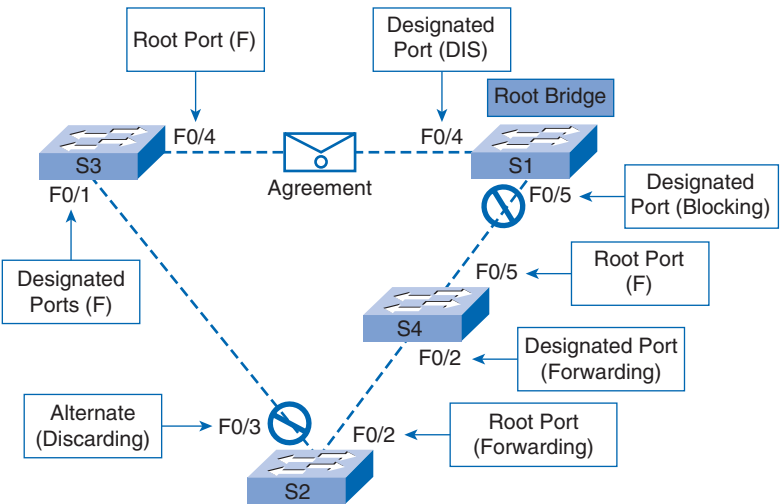 Root Port (F)
Designated
Port (DIS)
Root Bridge
F0/4
F0/4
S3
Agreement
S1
F0/1
F0/5
Designated
Port (Blocking)
Designated
Ports (F)
F0/5
Root Port
(F)
S4
F0/2
Designated Port
(Forwarding)
Alternate
(Discarding)
F0/3
F0/2
Root Port
(Forwarding)
S2